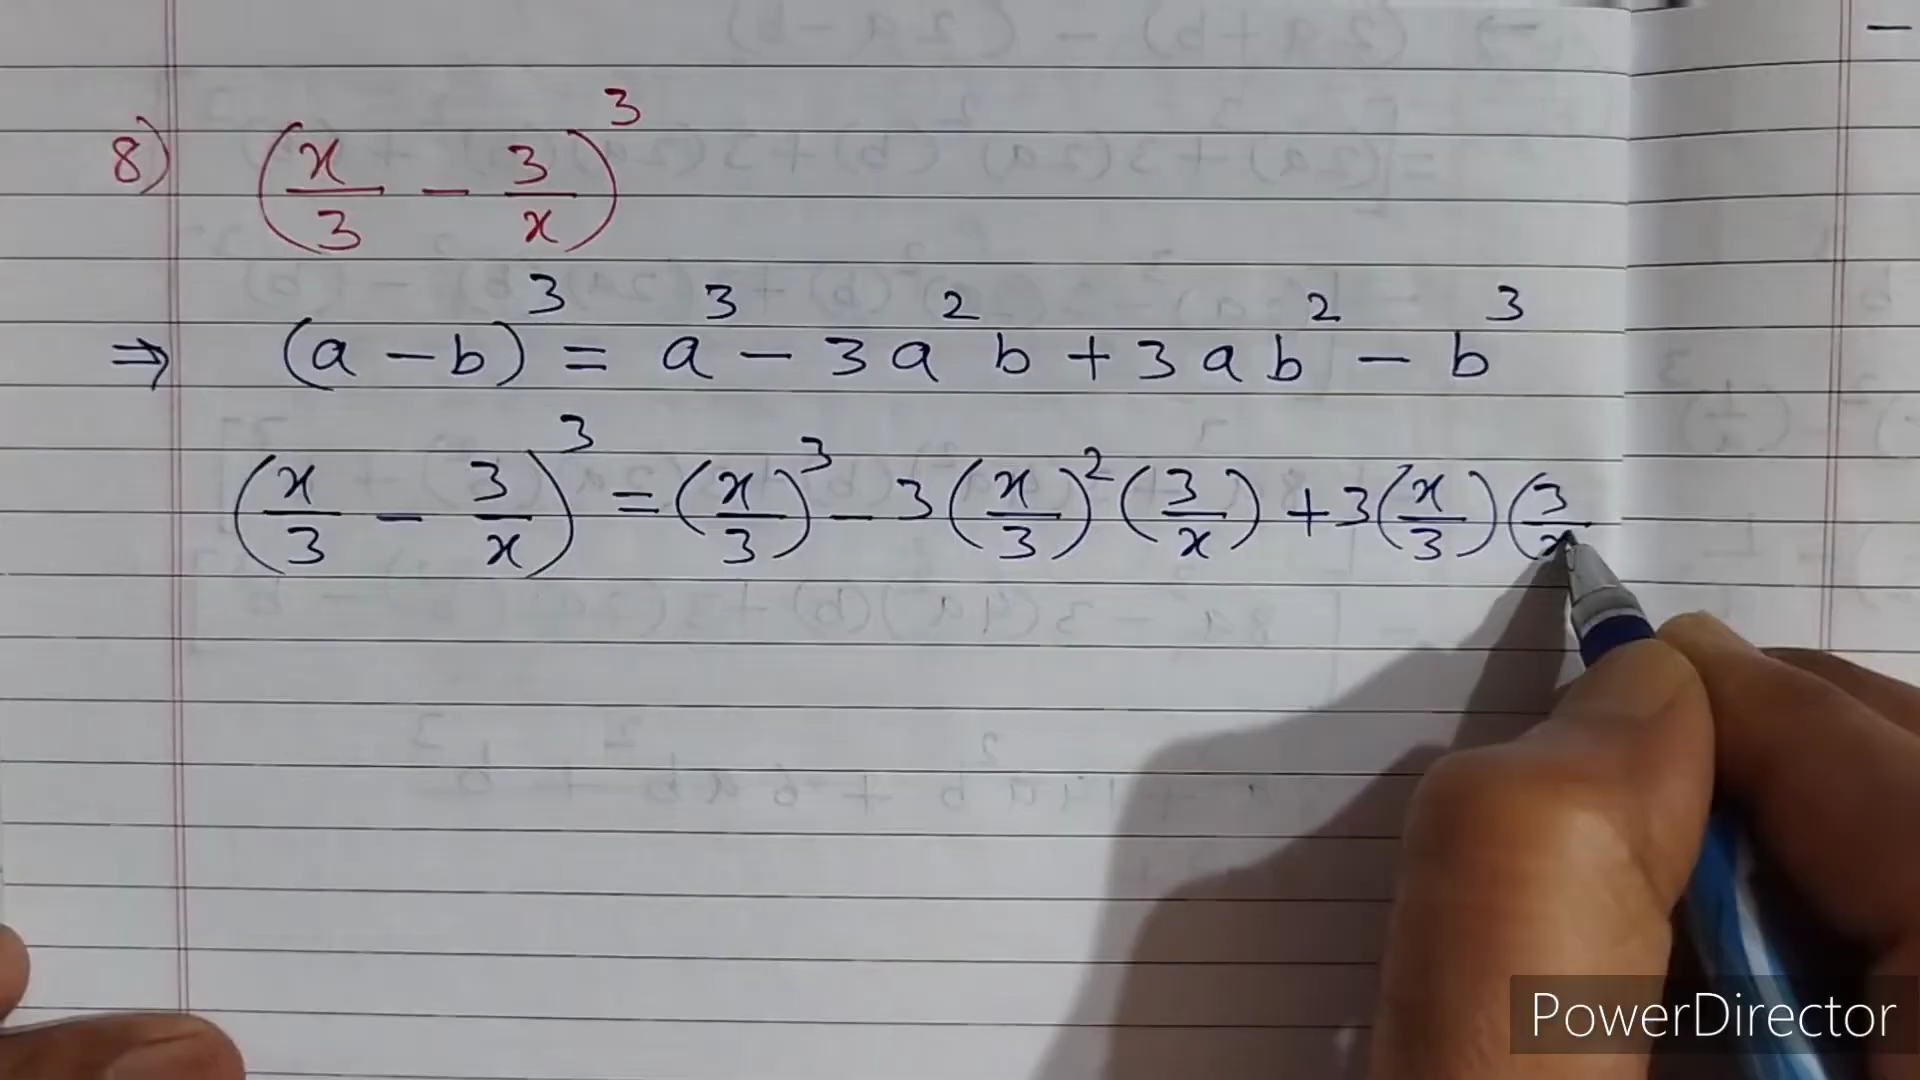 8) (x/3 - 3/x)³
⇒ (a - b)³ = a³ - 3a²b + 3ab² - b³
(x/3 - 3/x)³ = (x/3)³ - 3(x/3)²(3/x) + 3(x/3)(3/x
PowerDirector